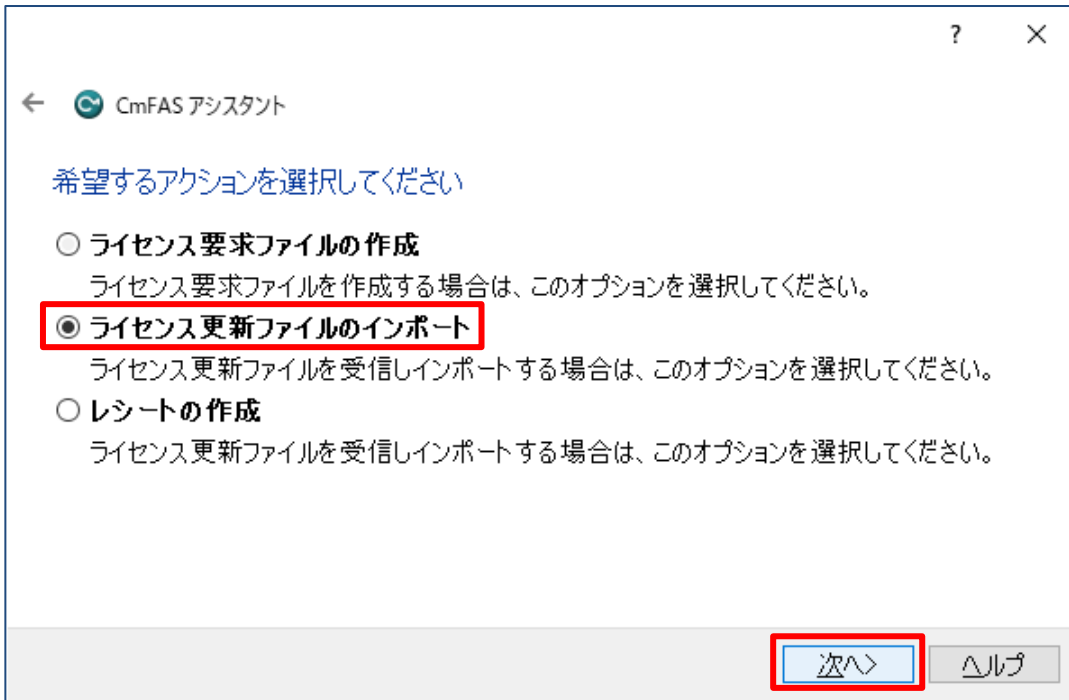 ?
CmFAS アシスタント
希望するアクションを選択してください
ライセンス要求ファイルの作成
ライセンス要求ファイルを作成する場合は、このオプションを選択してください。
ライセンス更新ファイルのインポート
ライセンス更新ファイルを受信しインポートする場合は、このオプションを選択してください。
レシートの作成
ライセンス更新ファイルを受信しインポートする場合は、このオプションを選択してください。
次へ> ヘルプ